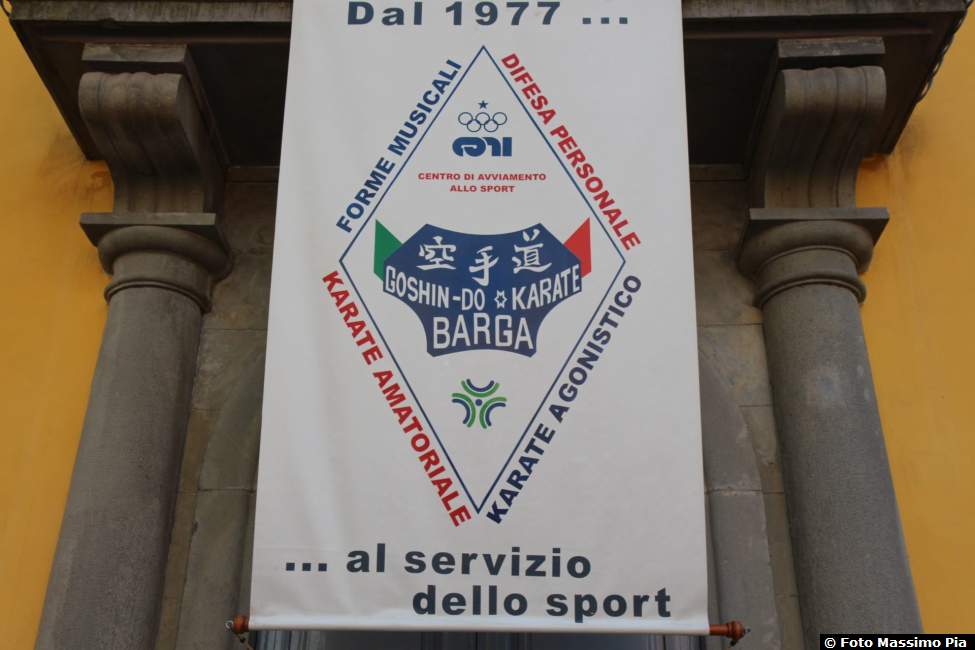 Dal 1977 ...
FORME MUSICALI
DIFESA PERSONALE
CENTRO DI AVVIAMENTO
ALLO SPORT
空手道
GOSHIN-DO KARATE
BARGA
KARATE AMATORIALE
KARATE AGONISTICO
... al servizio
dello sport
© Foto Massimo Pia